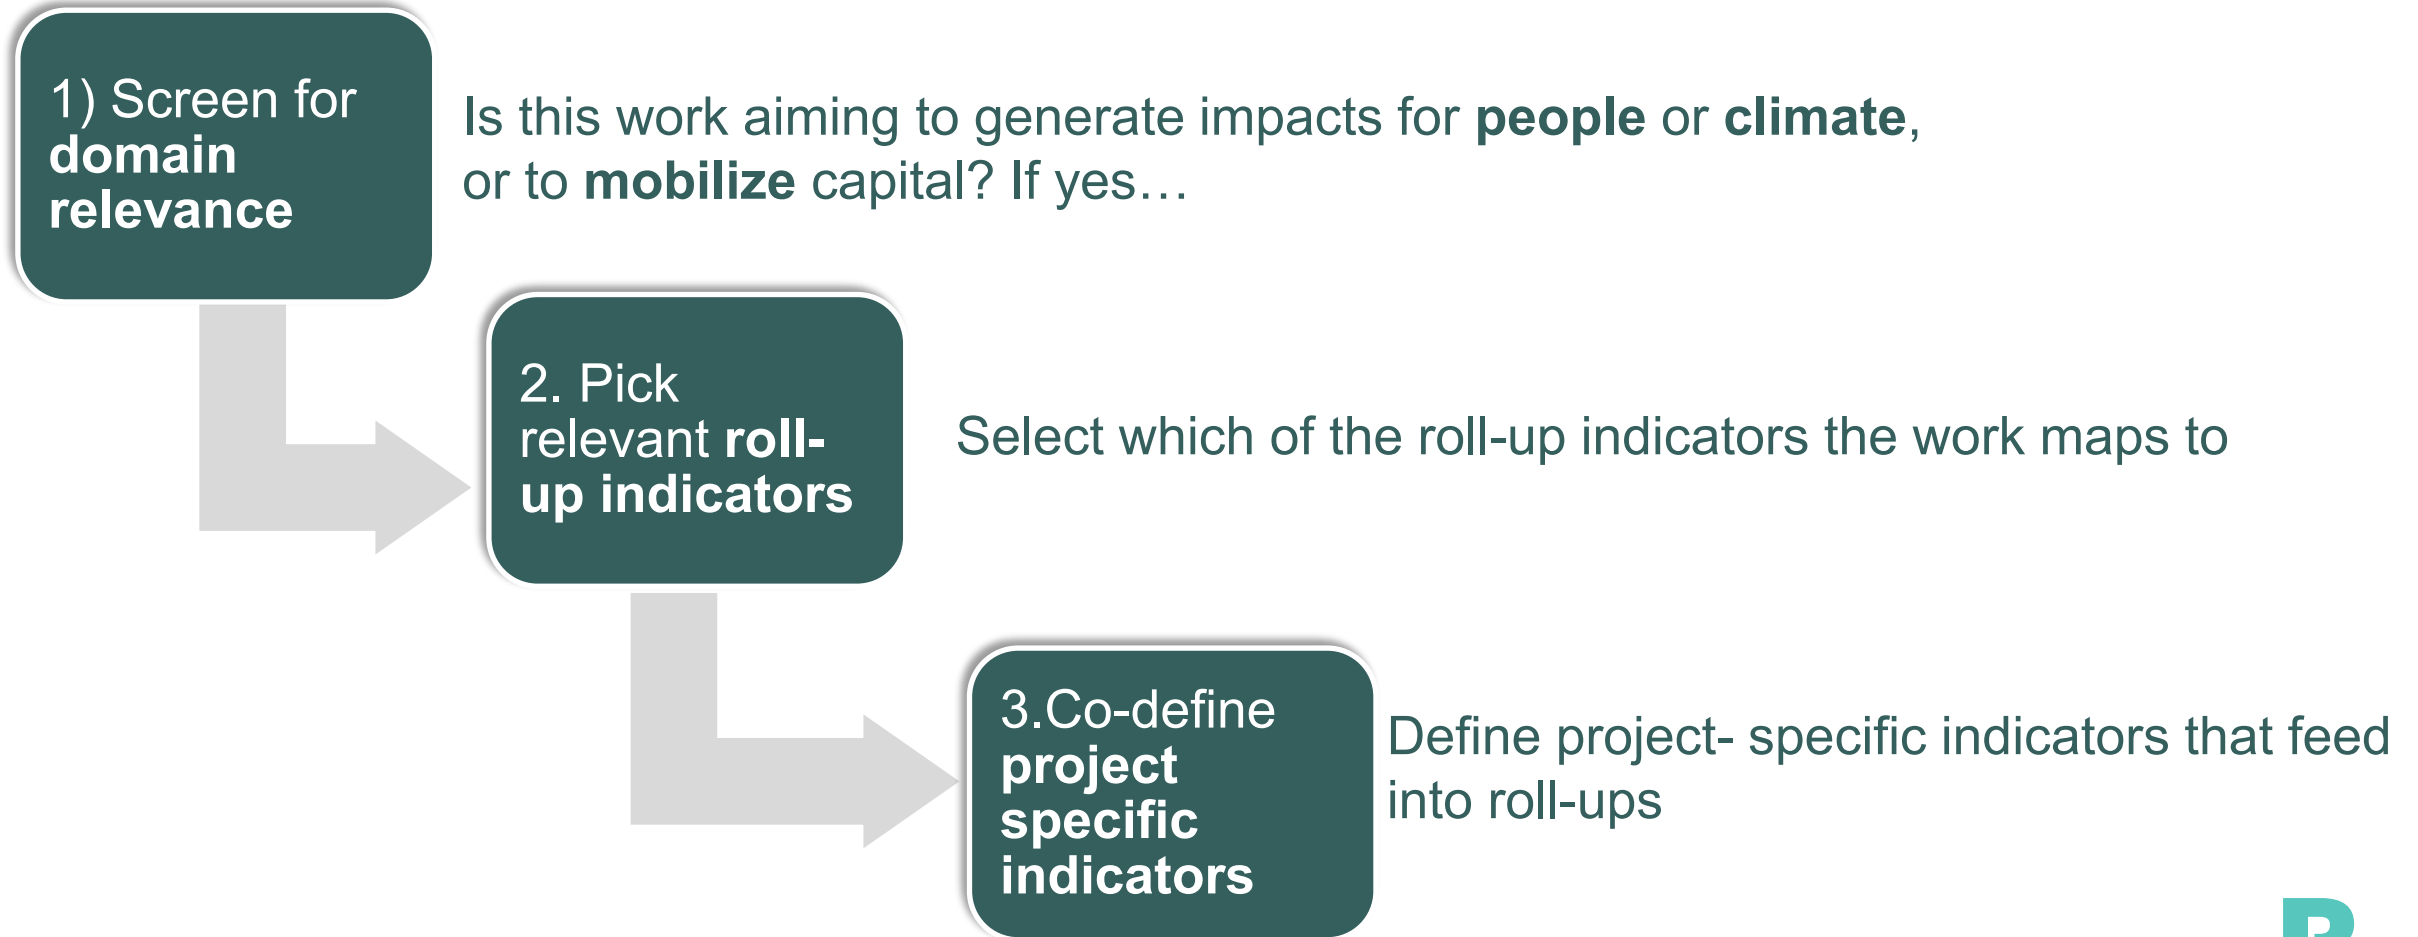 1) Screen for
domain
relevance
Is this work aiming to generate impacts for people or climate,
or to mobilize capital? If yes…
2. Pick
relevant roll-
up indicators
Select which of the roll-up indicators the work maps to
3.Co-define
project
specific
indicators
Define project- specific indicators that feed
into roll-ups